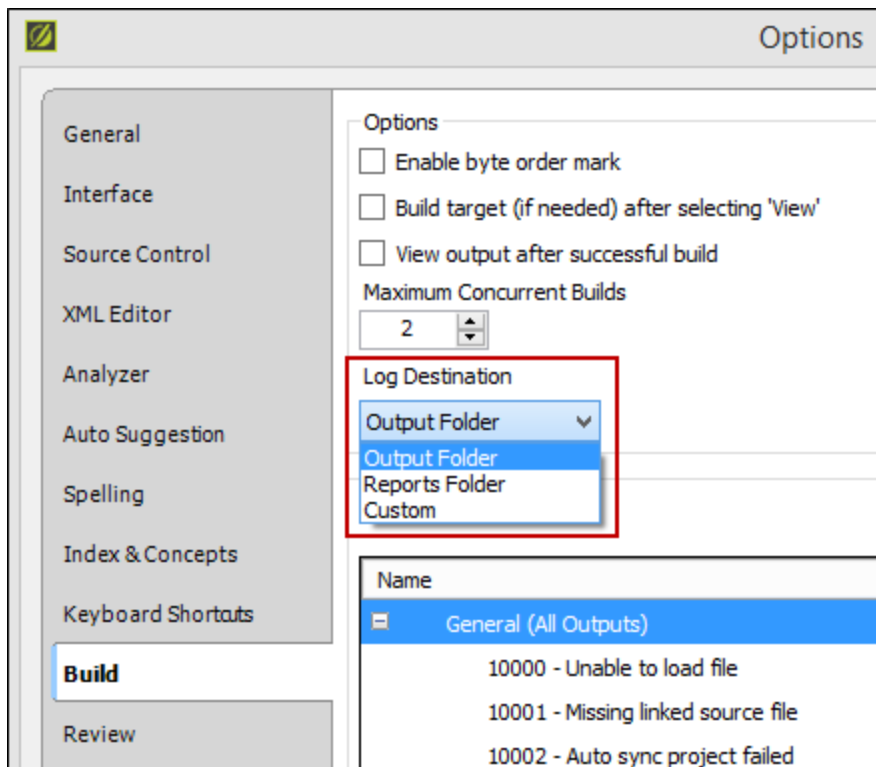 Options
General
Interface
Source Control
XML Editor
Analyzer
Auto Suggestion
Spelling
Index & Concepts
Keyboard Shortcuts
Build
Review
Options
Enable byte order mark
Build target (if needed) after selecting 'View'
View output after successful build
Maximum Concurrent Builds
2
Log Destination
Output Folder
Output Folder
Reports Folder
Custom
Name
General (All Outputs)
10000 - Unable to load file
10001 - Missing linked source file
10002 - Auto sync project failed